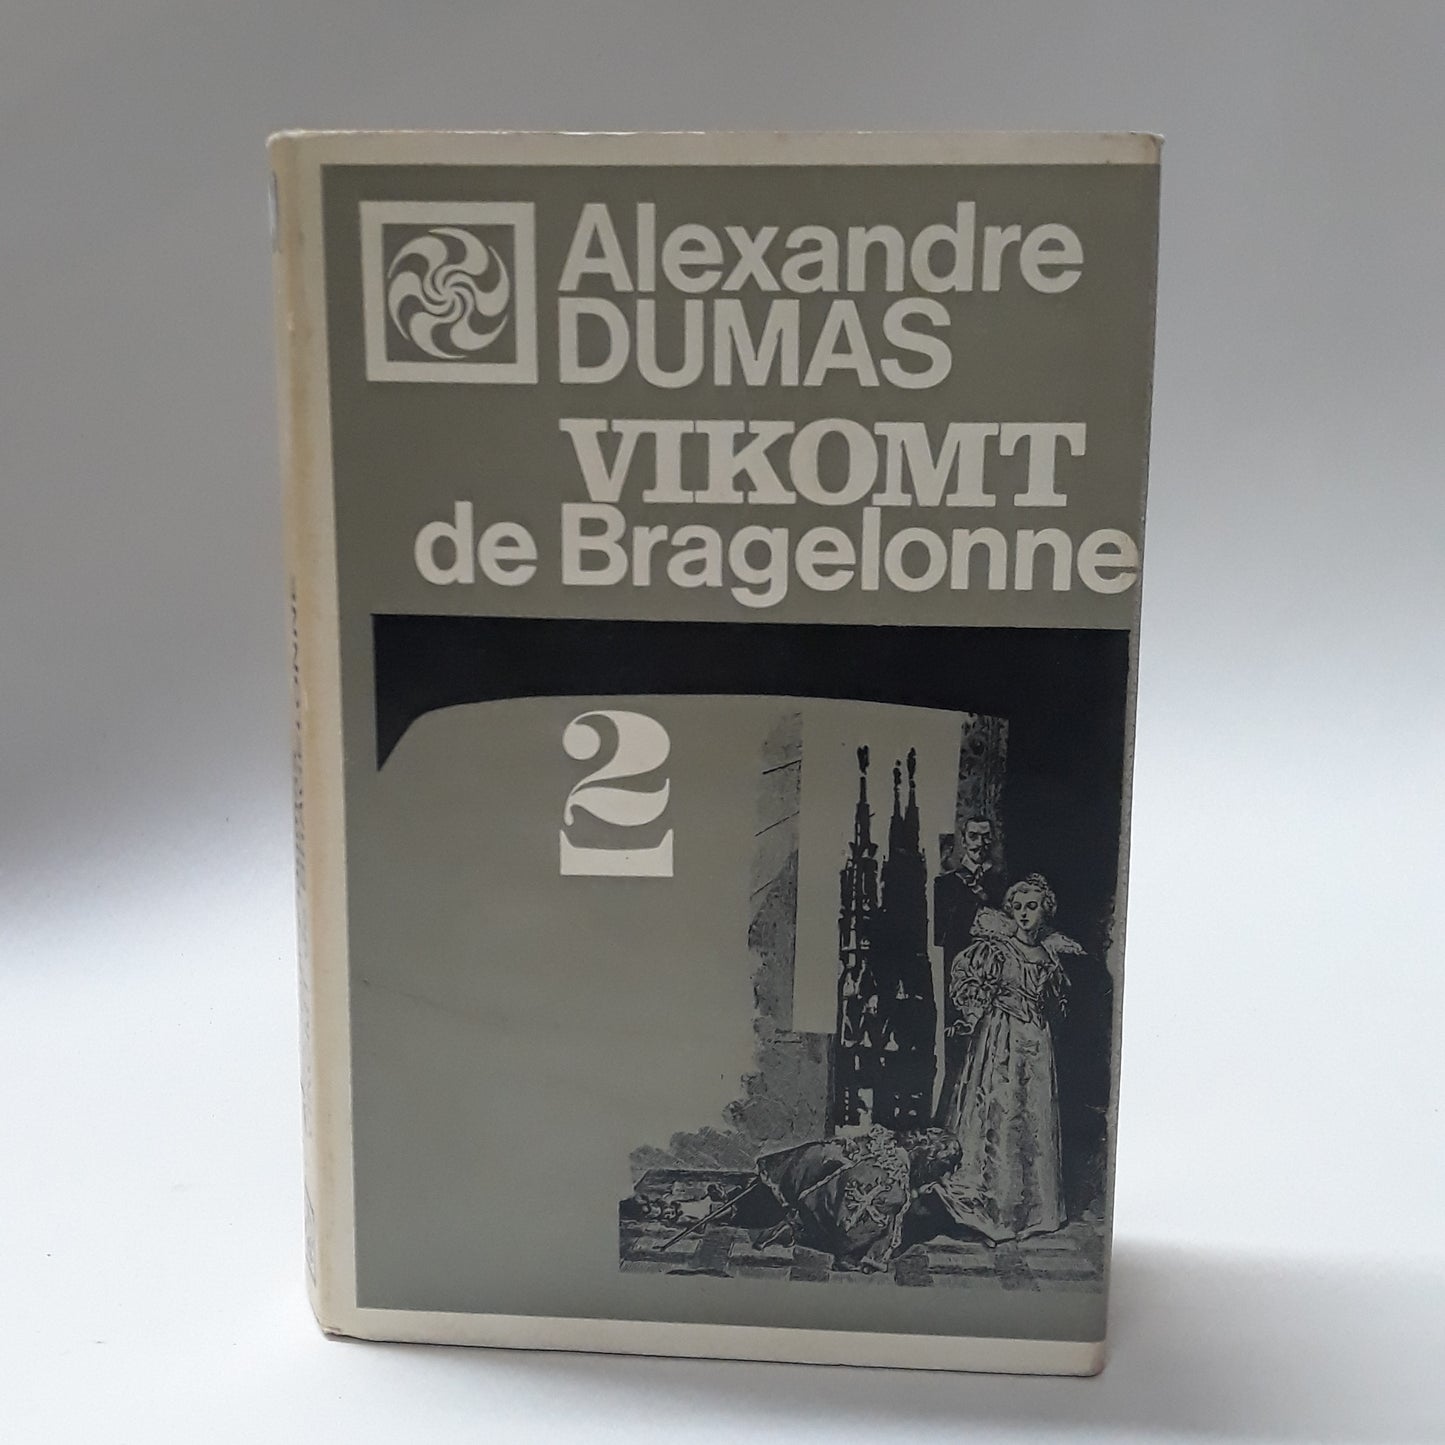 Alexandre
DUMAS
VIKOMT
de Bragelonne
2